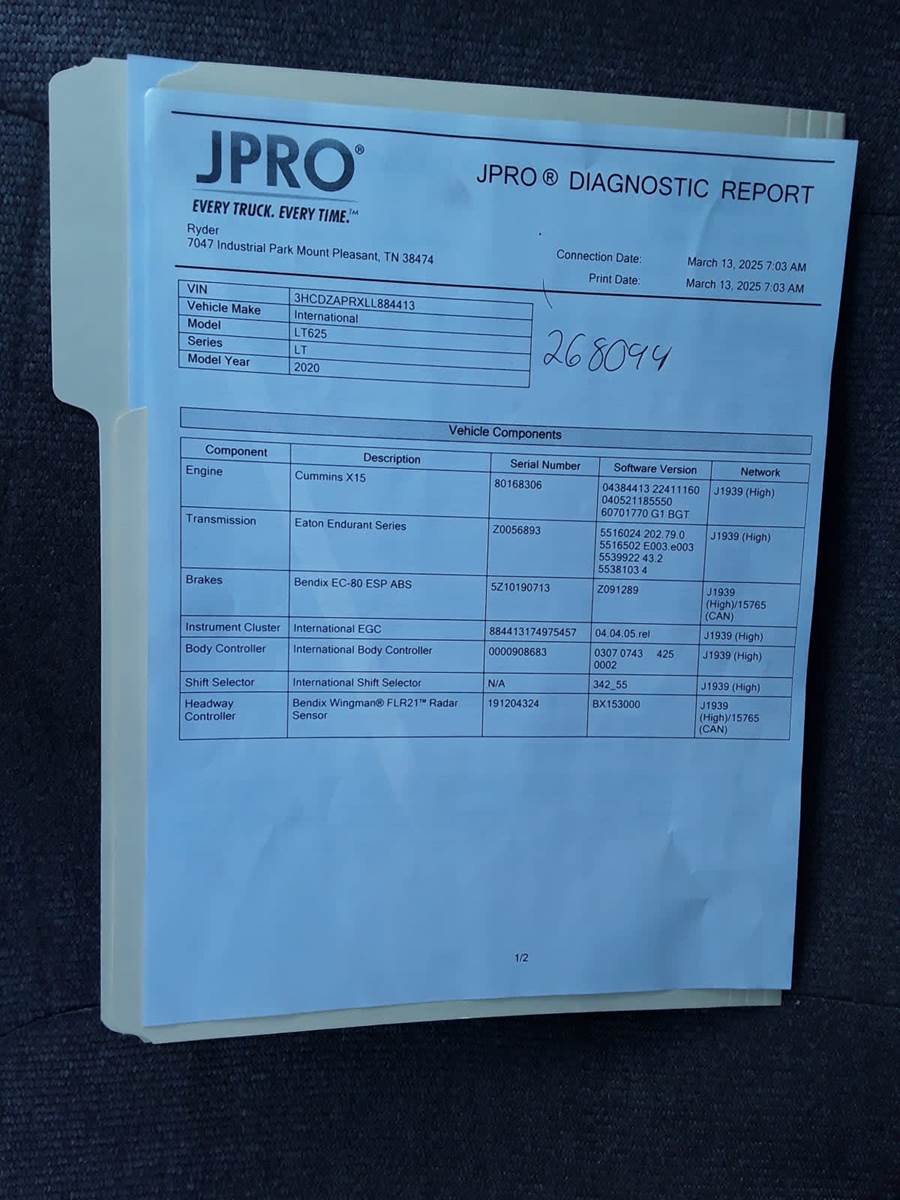 JPRO®
JPRO® DIAGNOSTIC REPORT
EVERY TRUCK. EVERY TIME.™
Ryder
7047 Industrial Park Mount Pleasant, TN 38474
Connection Date: March 13, 2025 7:03 AM
Print Date: March 13, 2025 7:03 AM
VIN 3HCDZAPRXLL884413
Vehicle Make International
Model LT625
Series LT
Model Year 2020
268094
Vehicle Components
Component Description Serial Number Software Version Network
Engine Cummins X15 80168306 04384413 22411160 J1939 (High)
040521185550
60701770 G1 BGT
Transmission Eaton Endurant Series Z0056893 5516024 202.79.0 J1939 (High)
5516502 E003.e003
5539922 43.2
5538103 4
Brakes Bendix EC-80 ESP ABS 5Z10190713 Z091289 J1939
(High)/15765
(CAN)
Instrument Cluster International EGC 884413174975457 04.04.05.rel J1939 (High)
Body Controller International Body Controller 0000908683 0307 0743 425 J1939 (High)
0002
Shift Selector International Shift Selector N/A 342_55 J1939 (High)
Headway Bendix Wingman® FLR21™ Radar 191204324 BX153000 J1939
Controller Sensor (High)/15765
(CAN)
1/2